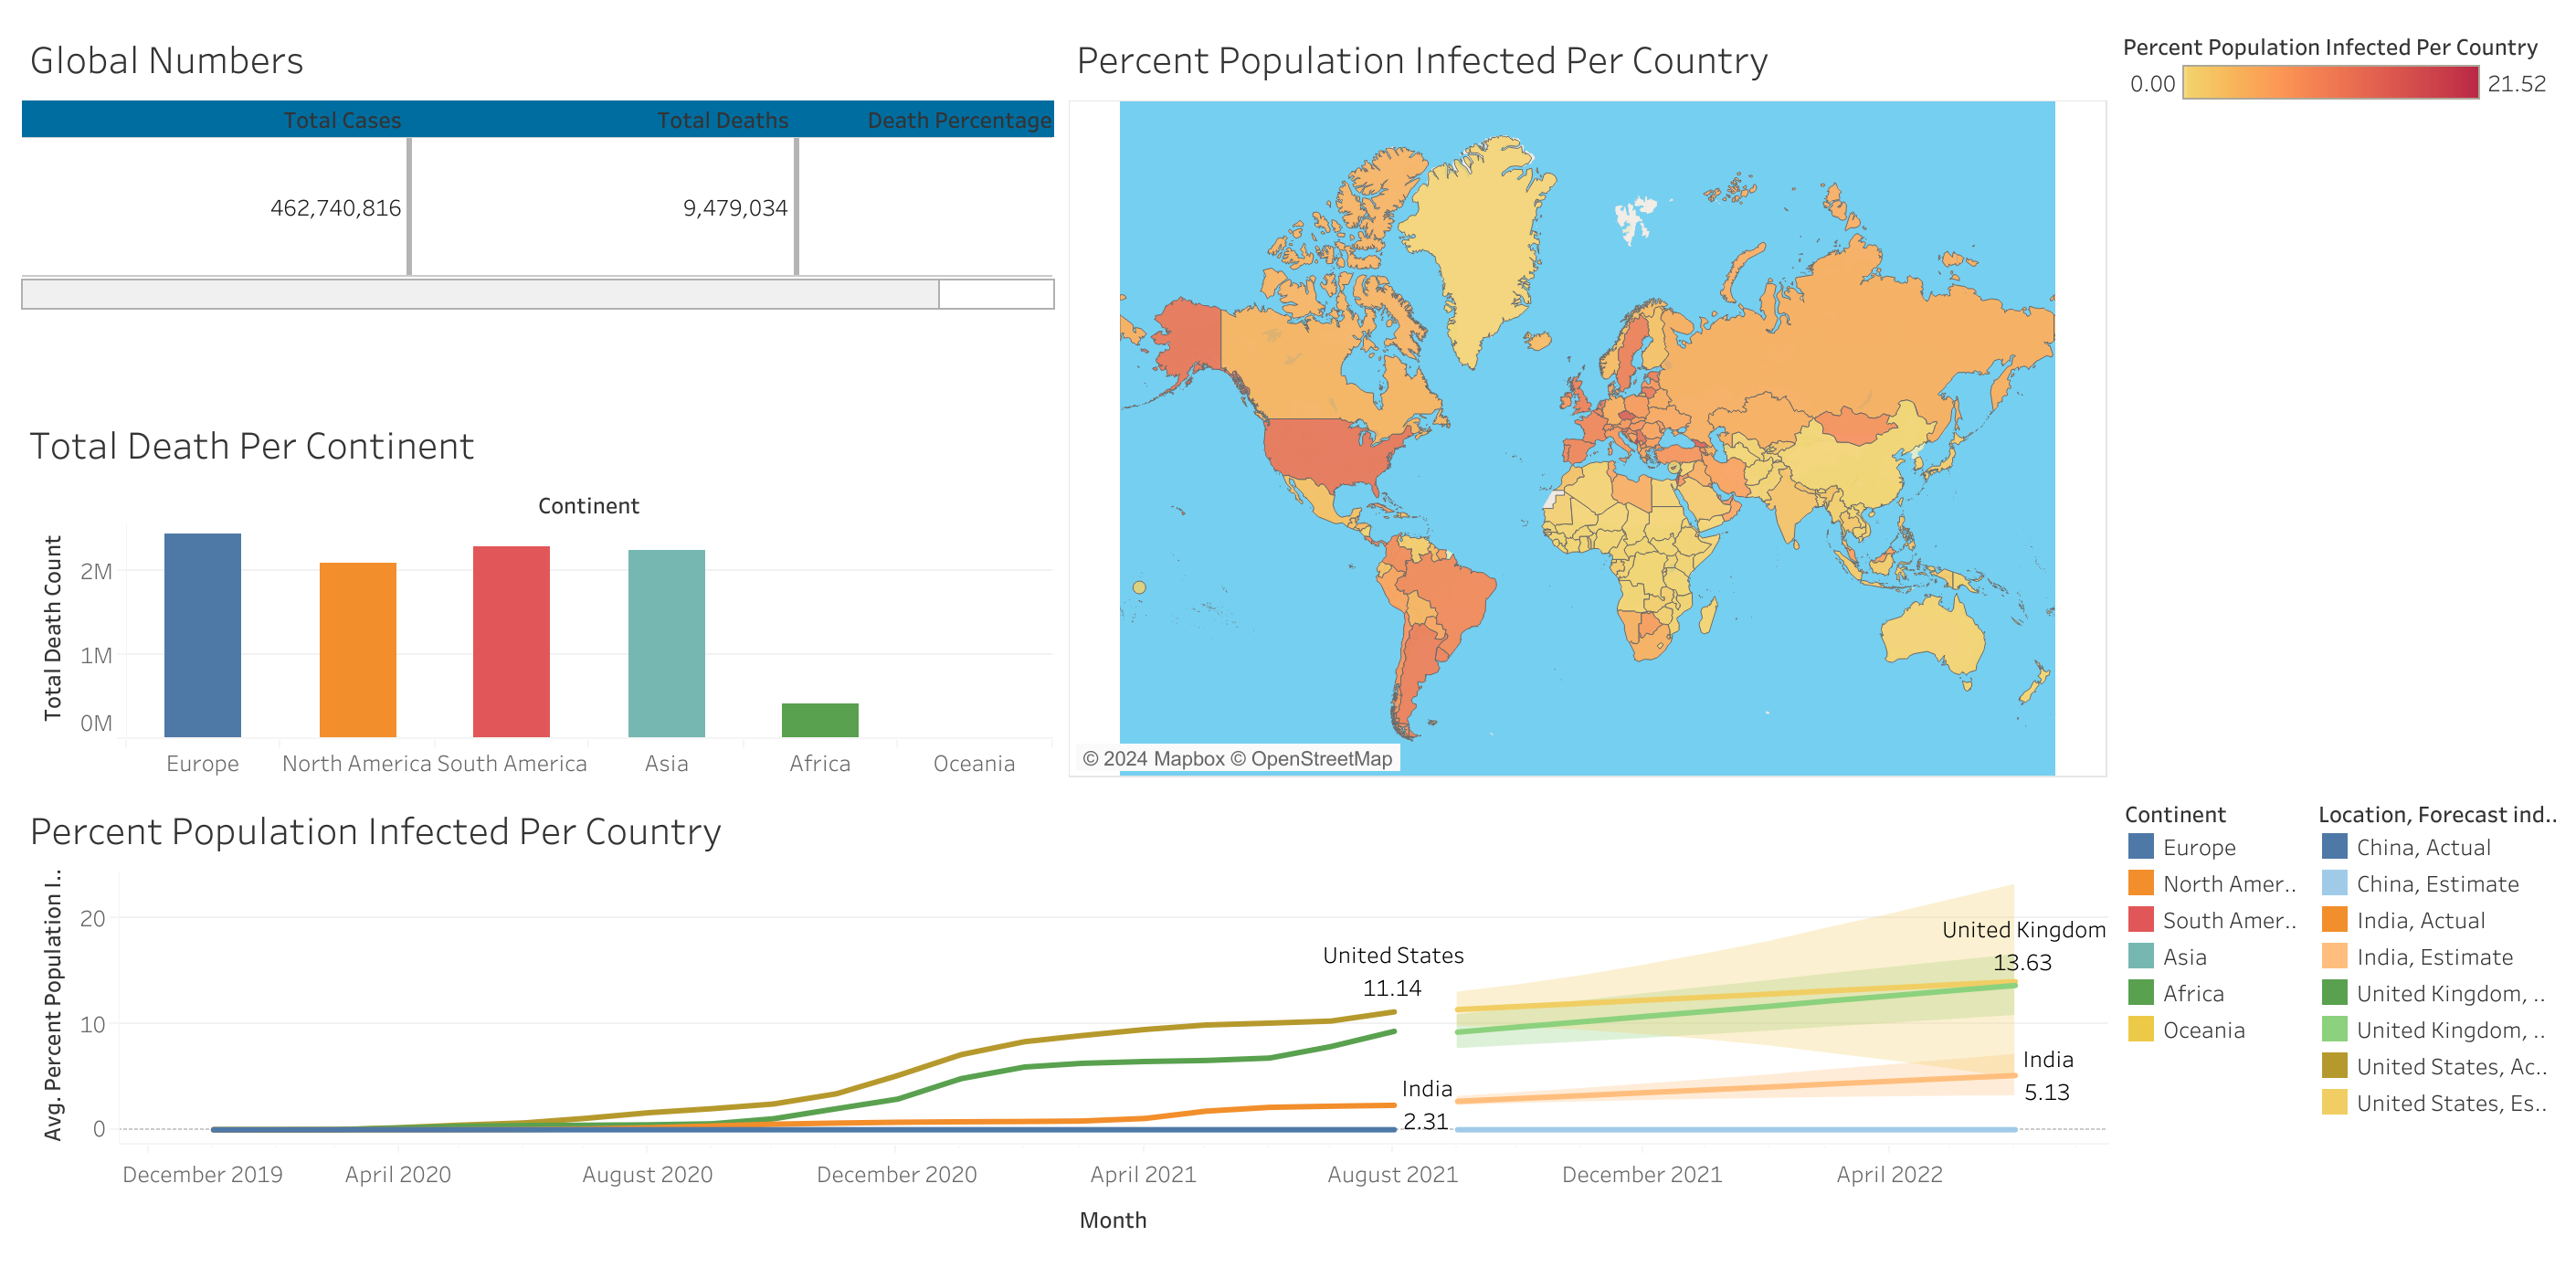 Global Numbers
Total Cases Total Deaths Death Percentage
462,740,816 9,479,034
Total Death Per Continent
Continent
Total Death Count
2M
1M
0M
Europe North America South America Asia Africa Oceania
Percent Population Infected Per Country
© 2024 Mapbox © OpenStreetMap
Percent Population Infected Per Country
0.00 21.52
Percent Population Infected Per Country
Avg. Percent Population I..
20
10
0
United States
11.14
India
2.31
United Kingdom
13.63
India
5.13
December 2019 April 2020 August 2020 December 2020 April 2021 August 2021 December 2021 April 2022
Month
Continent
Europe
North Amer..
South Amer..
Asia
Africa
Oceania
Location, Forecast ind..
China, Actual
China, Estimate
India, Actual
India, Estimate
United Kingdom, ..
United Kingdom, ..
United States, Ac..
United States, Es..